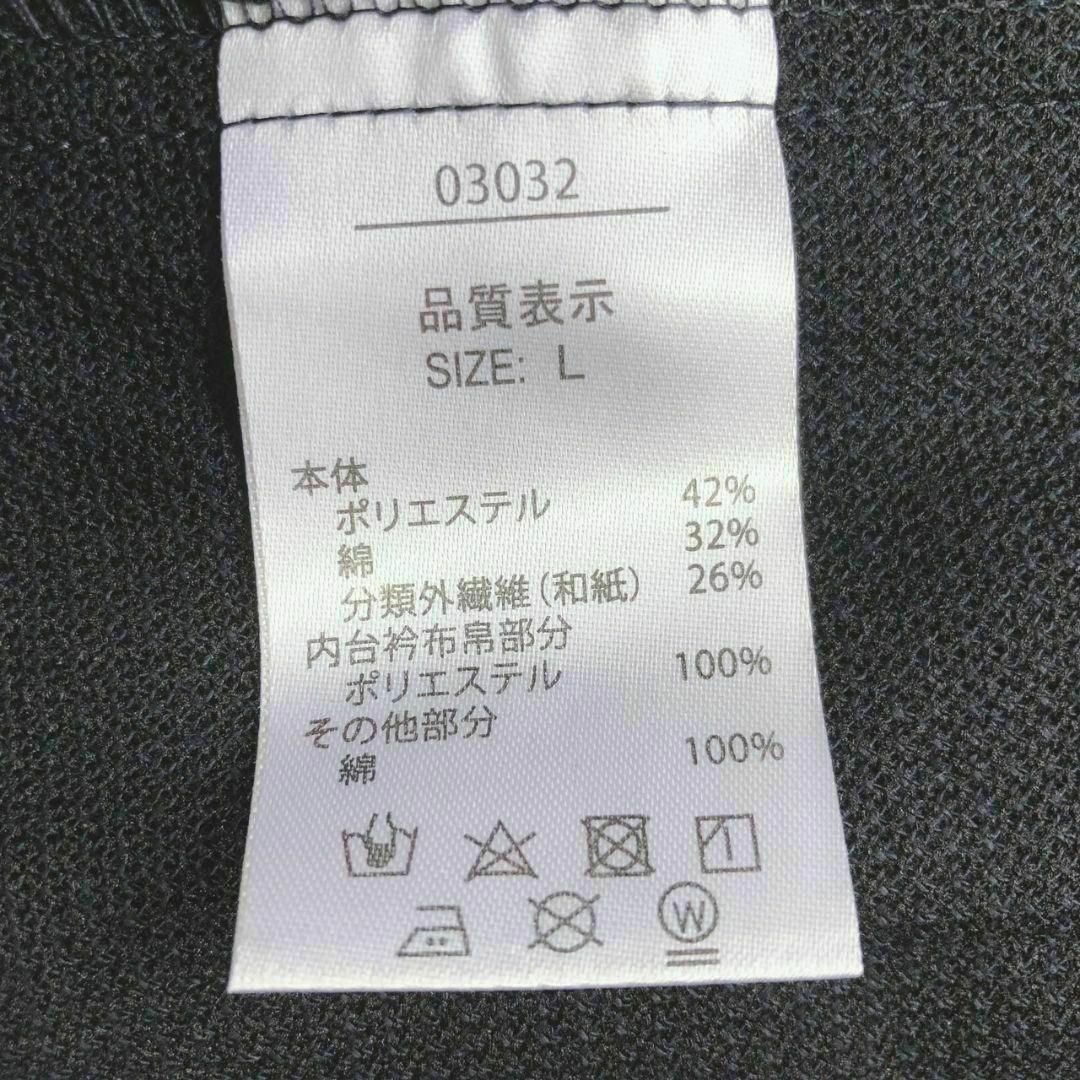 03032
品質表示
SIZE: L
本体
ポリエステル 42%
綿 32%
分類外繊維(和紙) 26%
内台衿布帛部分
ポリエステル 100%
その他部分
綿 100%
W